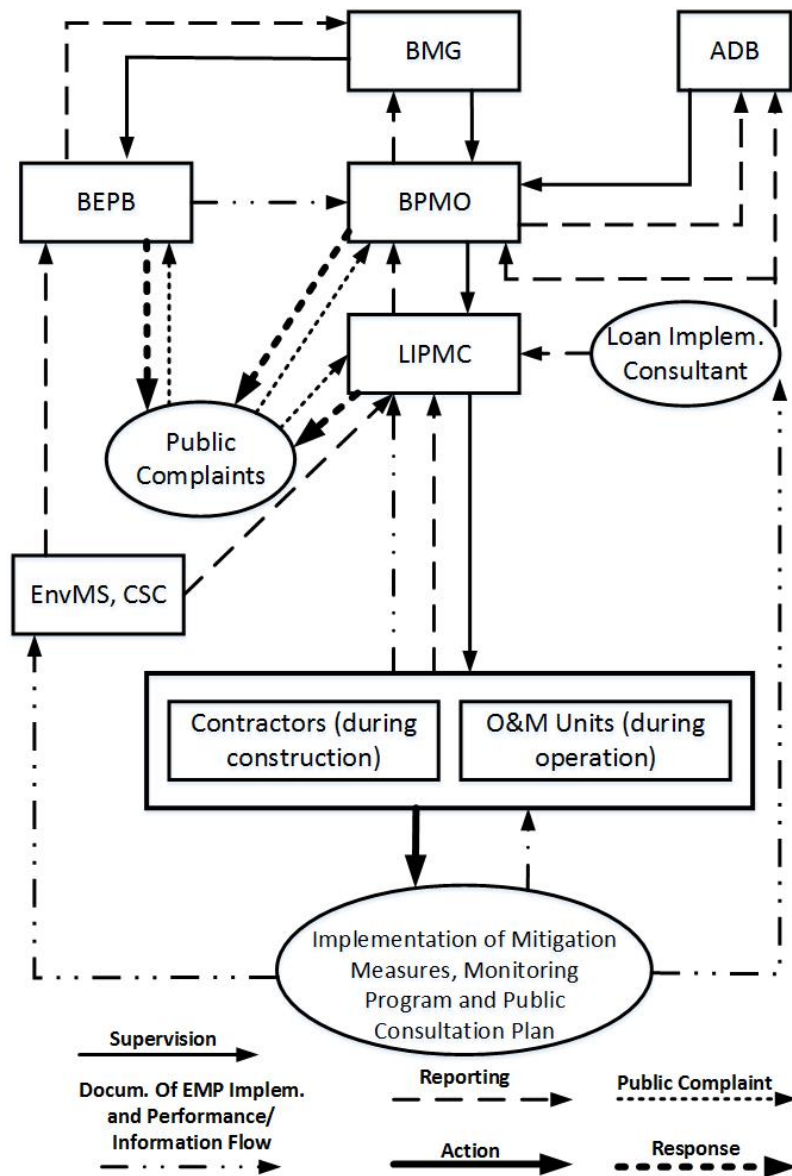 BMG
ADB
BEPB
BPMO
LIPMC
Loan Implem.
Consultant
Public
Complaints
EnvMS, CSC
Contractors (during
construction)
O&M Units (during
operation)
Implementation of Mitigation
Measures, Monitoring
Program and Public
Consultation Plan
Supervision
Reporting
Public Complaint
Docum. Of EMP Implem.
and Performance/
Information Flow
Action
Response